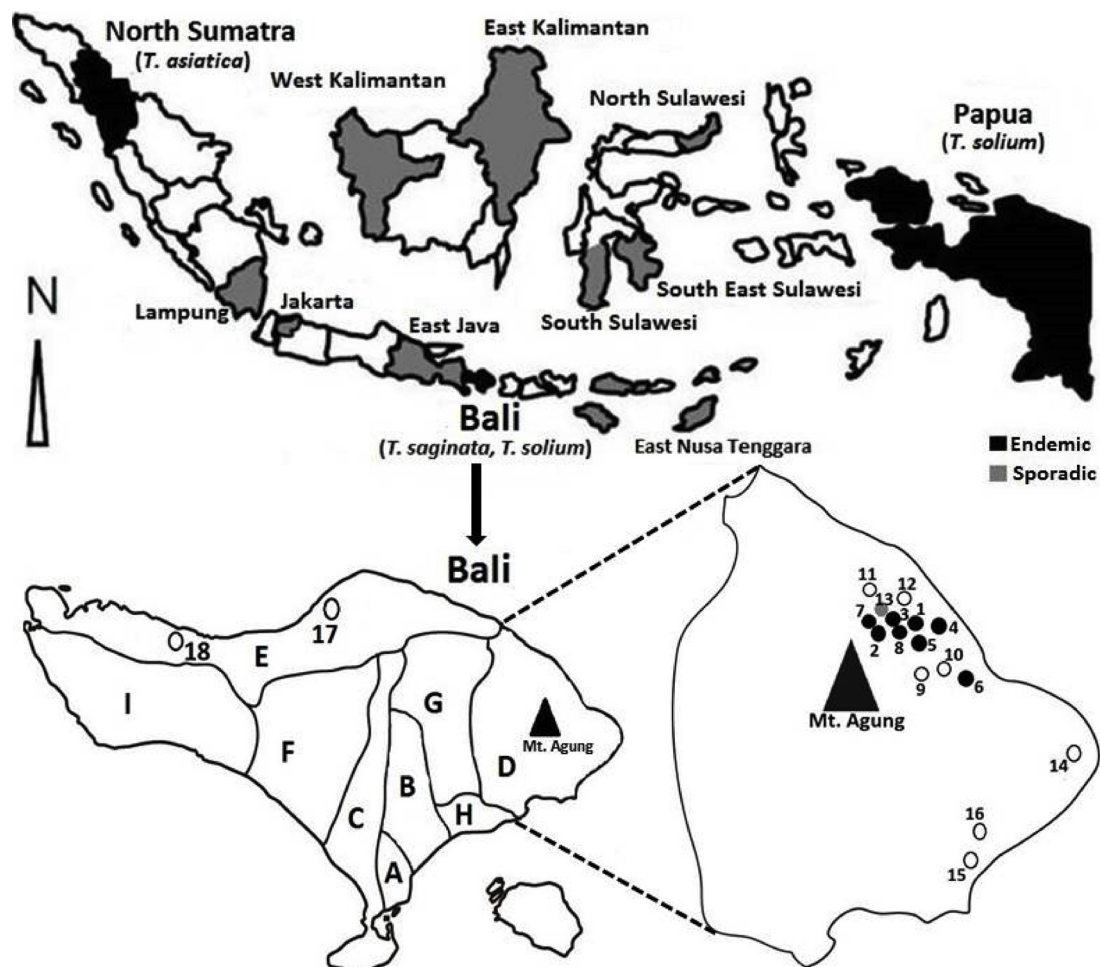 North Sumatra
(T. asiatica)
East Kalimantan
West Kalimantan
North Sulawesi
Papua
(T. solium)
N
Lampung
Jakarta
East Java
South East Sulawesi
South Sulawesi
Bali
(T. saginata, T. solium)
East Nusa Tenggara
Endemic
Sporadic
Bali
17
18
E
I
G
F
Mt. Agung
D
B
C
H
A
11
12
13
7
3
1
4
2
8
5
10
9
6
Mt. Agung
14
16
15